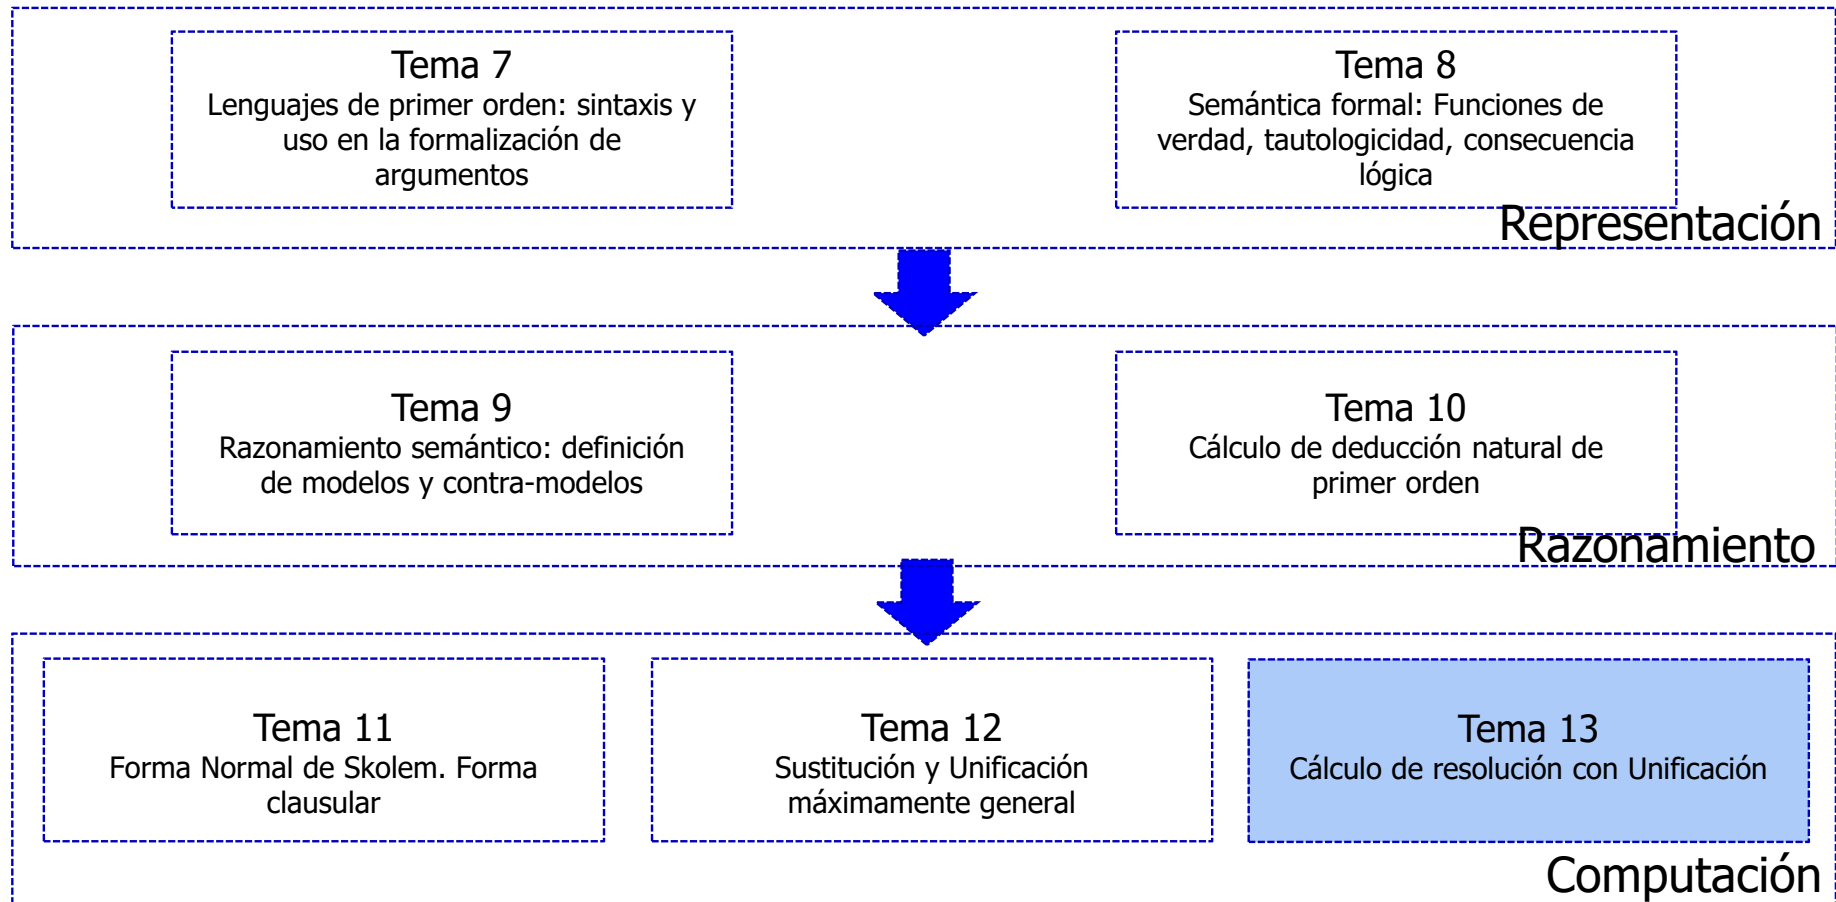 Tema 7
Lenguajes de primer orden: sintaxis y
uso en la formalización de
argumentos
Tema 8
Semántica formal: Funciones de
verdad, tautologicidad, consecuencia
lógica
Representación
Tema 9
Razonamiento semántico: definición
de modelos y contra-modelos
Tema 10
Cálculo de deducción natural de
primer orden
Razonamiento
Tema 11
Forma Normal de Skolem. Forma
clausular
Tema 12
Sustitución y Unificación
máximamente general
Tema 13
Cálculo de resolución con Unificación
Computación